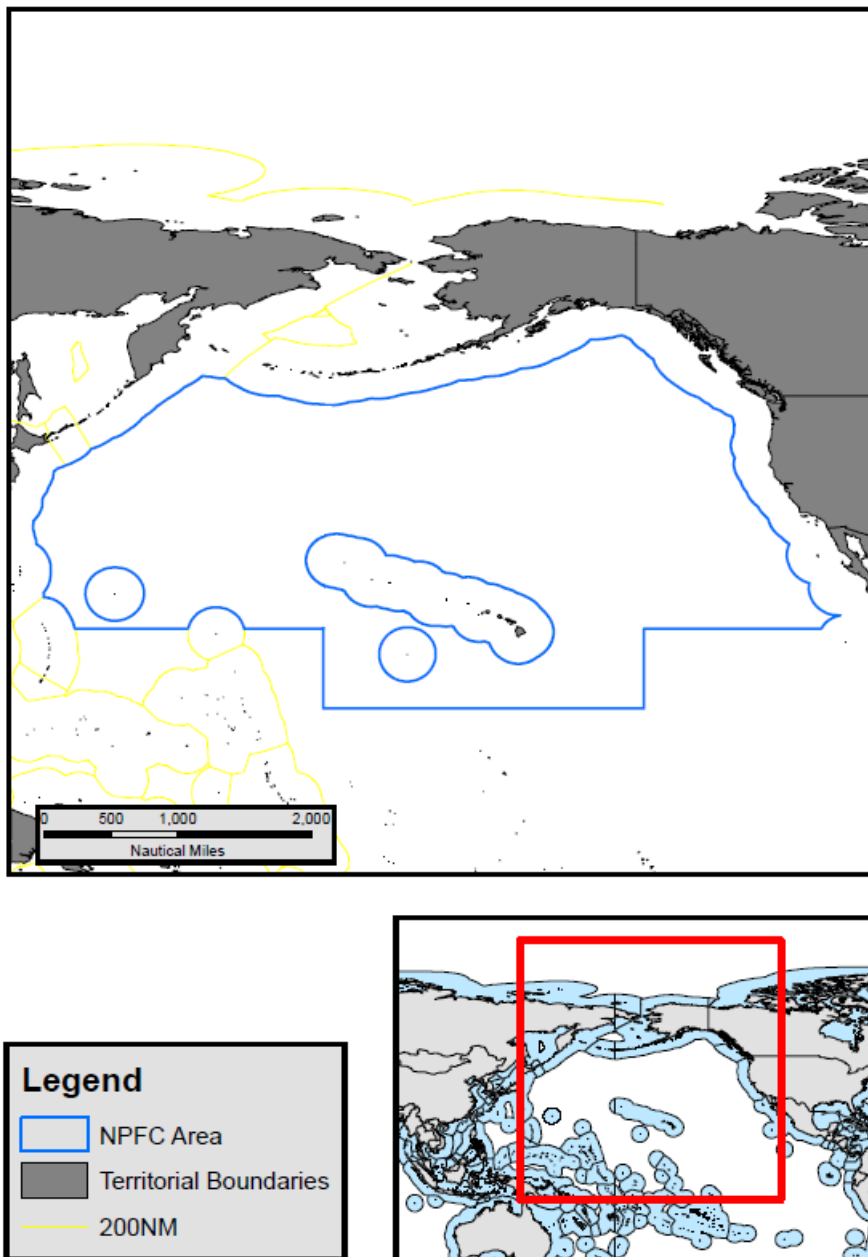 0 500 1,000 2,000
Nautical Miles
Legend
NPFC Area
Territorial Boundaries
200NM